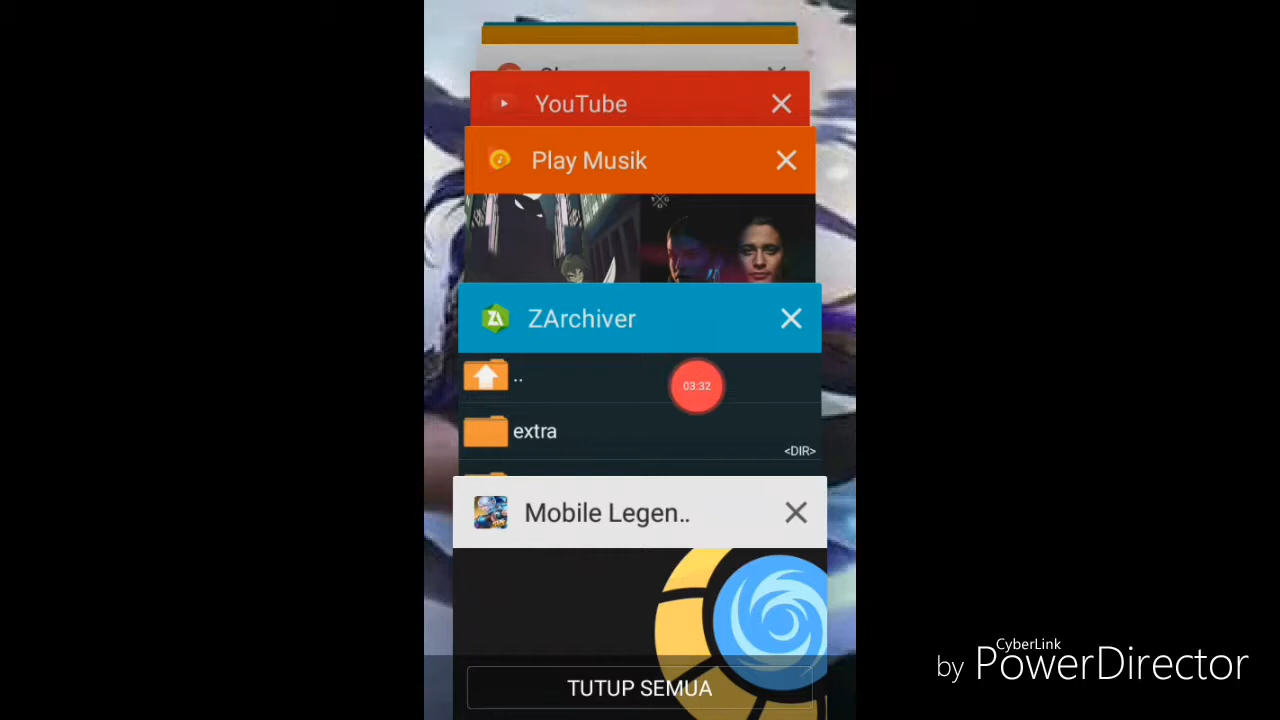 YouTube
Play Musik
ZArchiver
..
03:32
extra
<DIR>
Mobile Legen..
TUTUP SEMUA
CyberLink
by PowerDirector